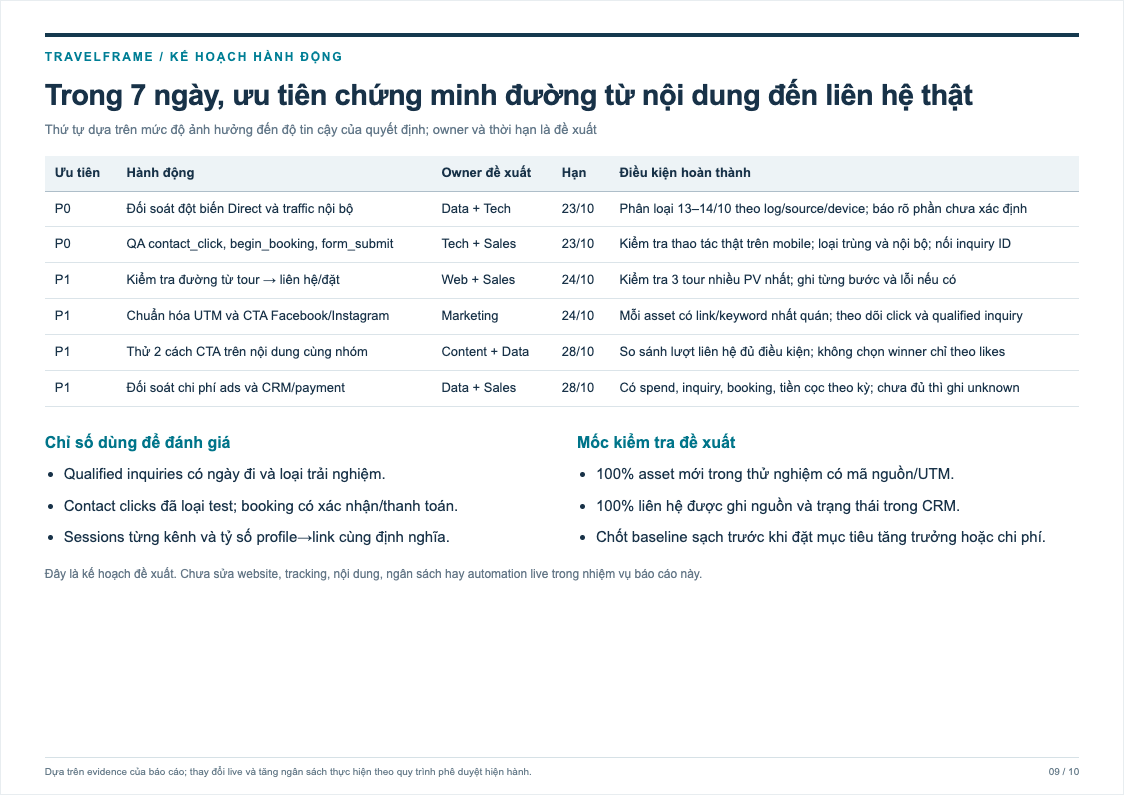 TRAVELFRAME / KẾ HOẠCH HÀNH ĐỘNG
Trong 7 ngày, ưu tiên chứng minh đường từ nội dung đến liên hệ thật
Thứ tự dựa trên mức độ ảnh hưởng đến độ tin cậy của quyết định; owner và thời hạn là đề xuất
Ưu tiên Hành động Owner đề xuất Hạn Điều kiện hoàn thành
P0 Đối soát đột biến Direct và traffic nội bộ Data + Tech 23/10 Phân loại 13–14/10 theo log/source/device; báo rõ phần chưa xác định
P0 QA contact_click, begin_booking, form_submit Tech + Sales 23/10 Kiểm tra thao tác thật trên mobile; loại trùng và nội bộ; nối inquiry ID
P1 Kiểm tra đường từ tour → liên hệ/đặt Web + Sales 24/10 Kiểm tra 3 tour nhiều PV nhất; ghi từng bước và lỗi nếu có
P1 Chuẩn hóa UTM và CTA Facebook/Instagram Marketing 24/10 Mỗi asset có link/keyword nhất quán; theo dõi click và qualified inquiry
P1 Thử 2 cách CTA trên nội dung cùng nhóm Content + Data 28/10 So sánh lượt liên hệ đủ điều kiện; không chọn winner chỉ theo likes
P1 Đối soát chi phí ads và CRM/payment Data + Sales 28/10 Có spend, inquiry, booking, tiền cọc theo kỳ; chưa đủ thì ghi unknown
Chỉ số dùng để đánh giá
• Qualified inquiries có ngày đi và loại trải nghiệm.
• Contact clicks đã loại test; booking có xác nhận/thanh toán.
• Sessions từng kênh và tỷ số profile→link cùng định nghĩa.
Mốc kiểm tra đề xuất
• 100% asset mới trong thử nghiệm có mã nguồn/UTM.
• 100% liên hệ được ghi nguồn và trạng thái trong CRM.
• Chốt baseline sạch trước khi đặt mục tiêu tăng trưởng hoặc chi phí.
Đây là kế hoạch đề xuất. Chưa sửa website, tracking, nội dung, ngân sách hay automation live trong nhiệm vụ báo cáo này.
Dựa trên evidence của báo cáo; thay đổi live và tăng ngân sách thực hiện theo quy trình phê duyệt hiện hành.
09 / 10